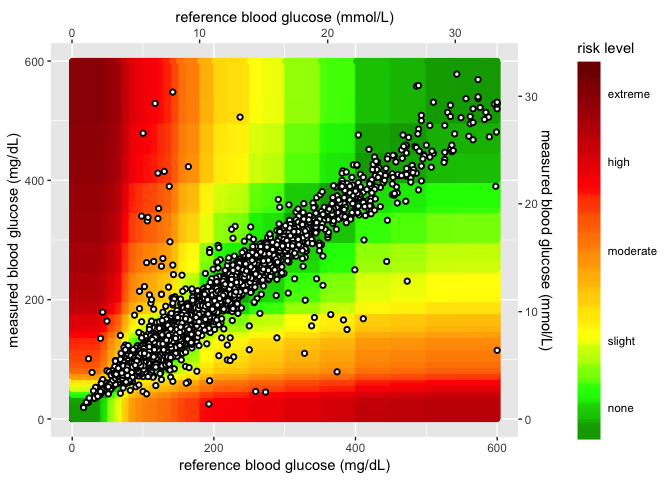 reference blood glucose (mmol/L)
0 10 20 30
risk level
extreme
high
moderate
slight
none
measured blood glucose (mg/dL)
600
400
200
0
30
20
10
0
measured blood glucose (mmol/L)
0 200 400 600
reference blood glucose (mg/dL)